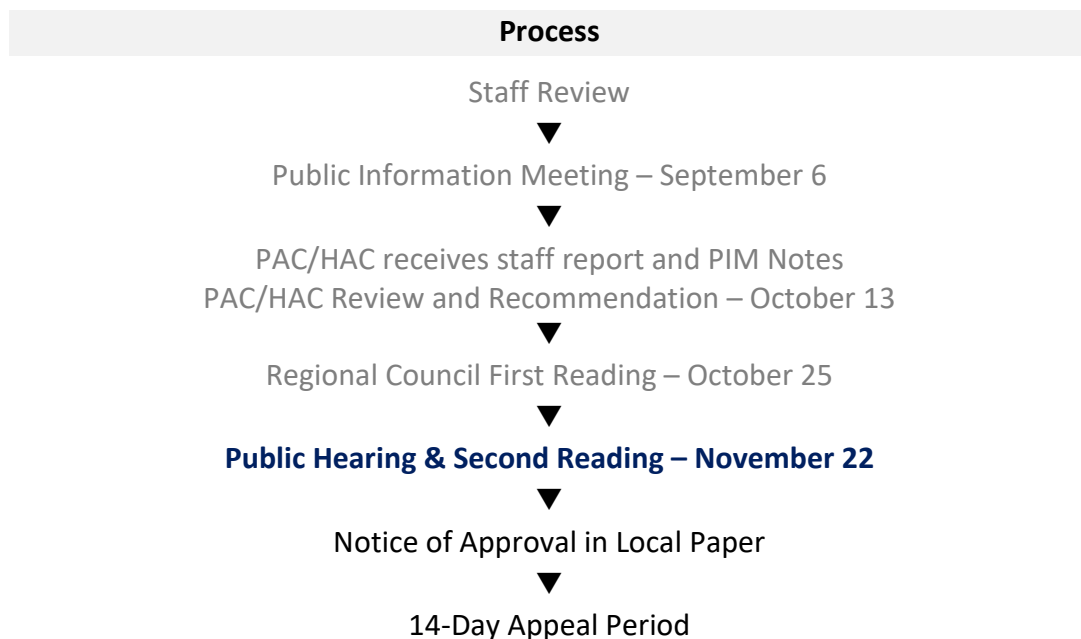 Process
Staff Review
Public Information Meeting – September 6
PAC/HAC receives staff report and PIM Notes
PAC/HAC Review and Recommendation – October 13
Regional Council First Reading – October 25
Public Hearing & Second Reading – November 22
Notice of Approval in Local Paper
14-Day Appeal Period